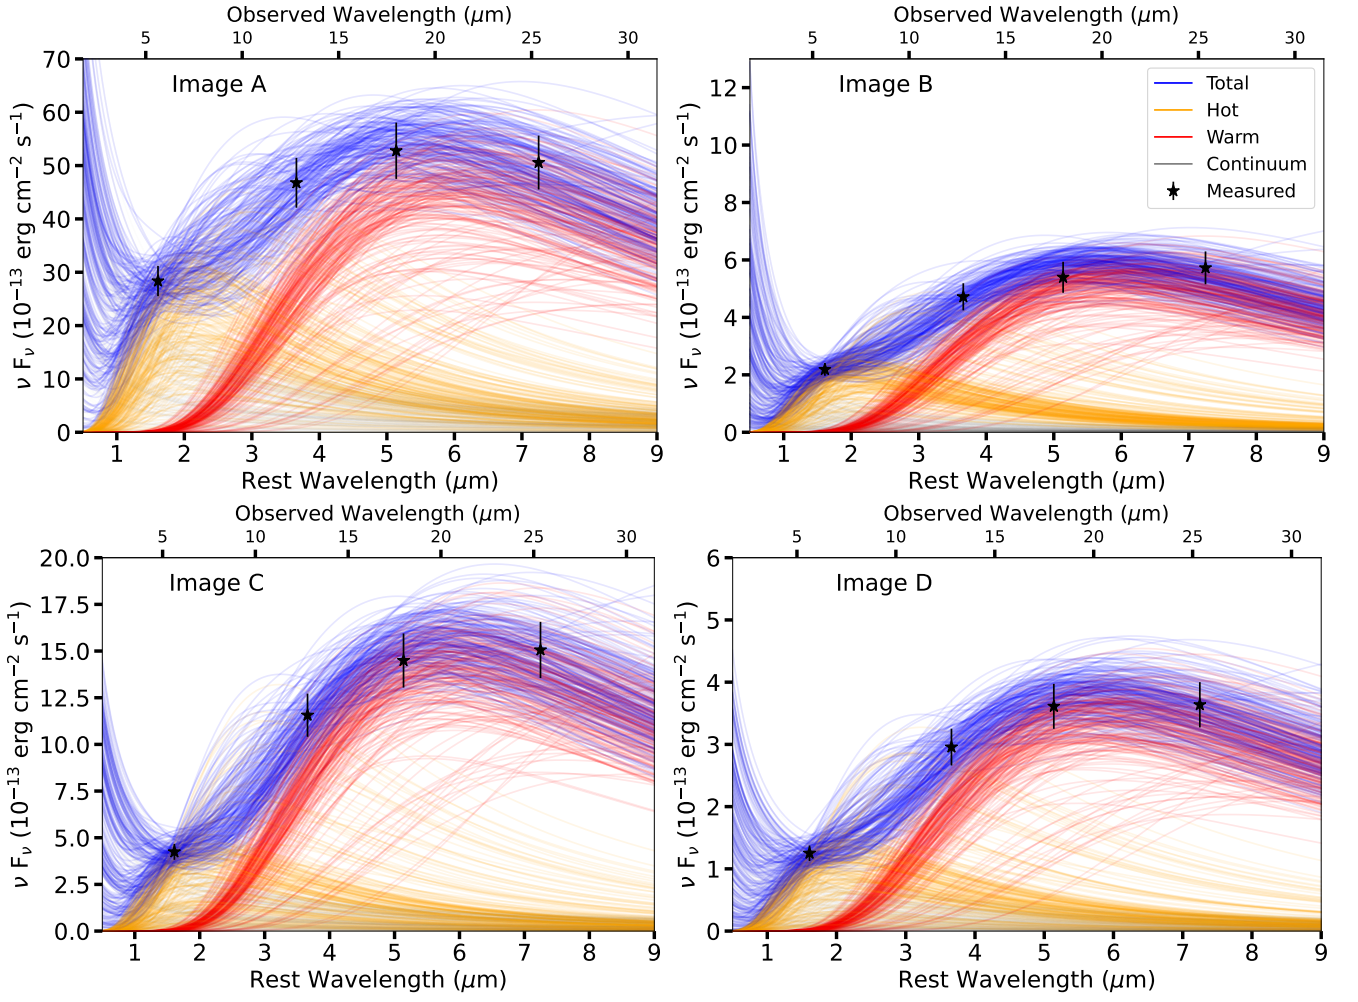 Observed Wavelength (μm)
5 10 15 20 25 30
Image A
70
60
50
40
30
20
10
0
ν Fν (10⁻¹³ erg cm⁻² s⁻¹)
1 2 3 4 5 6 7 8 9
Rest Wavelength (μm)
Observed Wavelength (μm)
5 10 15 20 25 30
Image B
Total
Hot
Warm
Continuum
Measured
12
10
8
6
4
2
0
ν Fν (10⁻¹³ erg cm⁻² s⁻¹)
1 2 3 4 5 6 7 8 9
Rest Wavelength (μm)
Observed Wavelength (μm)
5 10 15 20 25 30
Image C
20.0
17.5
15.0
12.5
10.0
7.5
5.0
2.5
0.0
ν Fν (10⁻¹³ erg cm⁻² s⁻¹)
1 2 3 4 5 6 7 8 9
Rest Wavelength (μm)
Observed Wavelength (μm)
5 10 15 20 25 30
Image D
6
5
4
3
2
1
0
ν Fν (10⁻¹³ erg cm⁻² s⁻¹)
1 2 3 4 5 6 7 8 9
Rest Wavelength (μm)